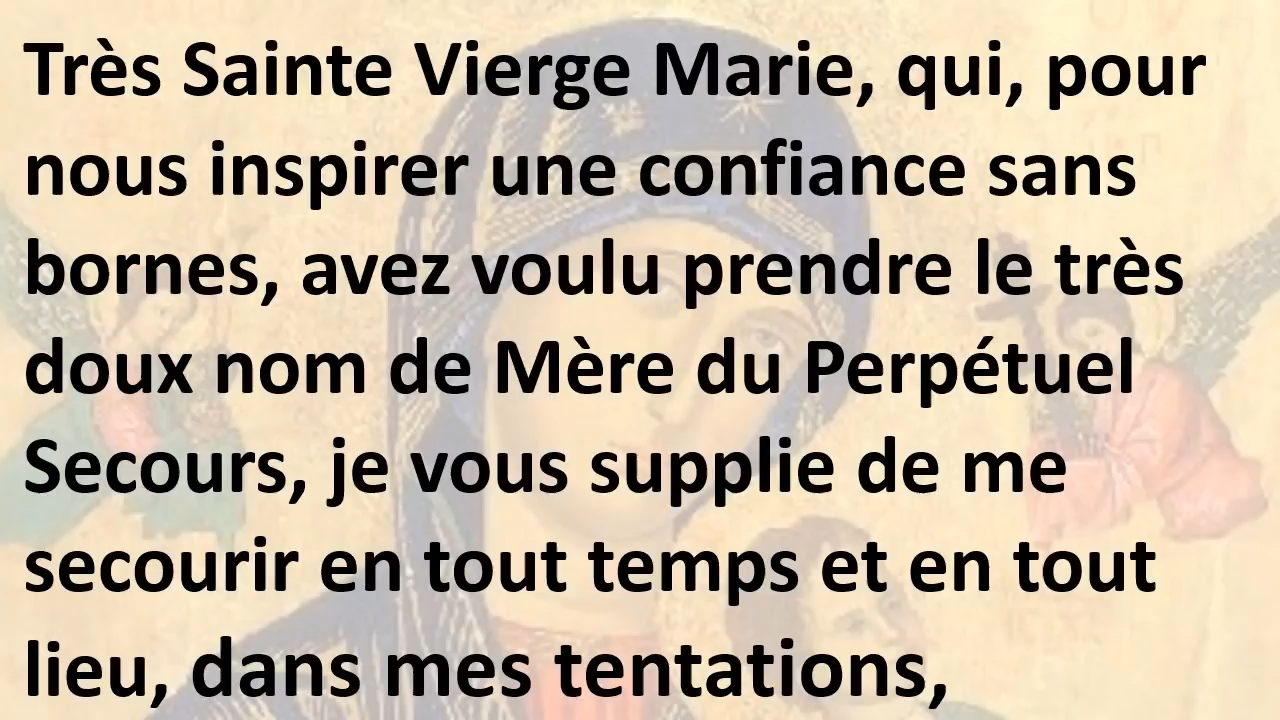 Très Sainte Vierge Marie, qui, pour
nous inspirer une confiance sans
bornes, avez voulu prendre le très
doux nom de Mère du Perpétuel
Secours, je vous supplie de me
secourir en tout temps et en tout
lieu, dans mes tentations,